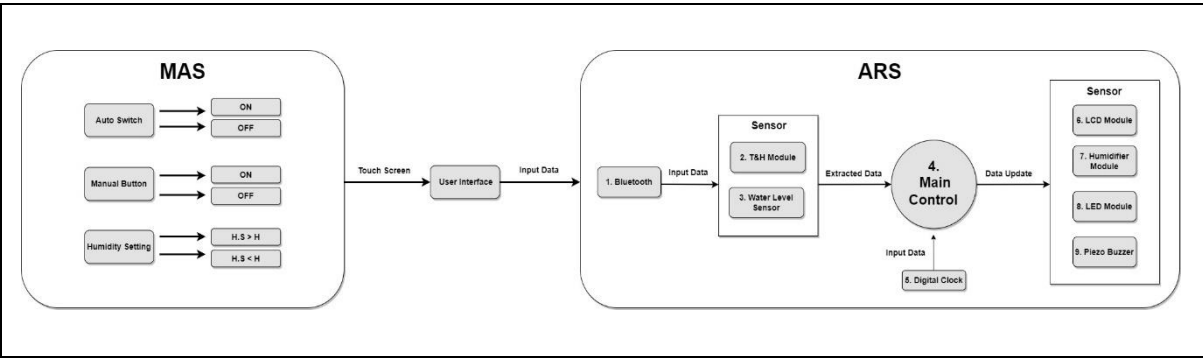 MAS
Auto Switch
ON
OFF
Manual Button
ON
OFF
Humidity Setting
H.S > H
H.S < H
Touch Screen
User Interface
Input Data
ARS
1. Bluetooth
Input Data
Sensor
2. T&H Module
3. Water Level
Sensor
Extracted Data
4.
Main
Control
Input Data
5. Digital Clock
Data Update
Sensor
6. LCD Module
7. Humidifier
Module
8. LED Module
9. Piezo Buzzer